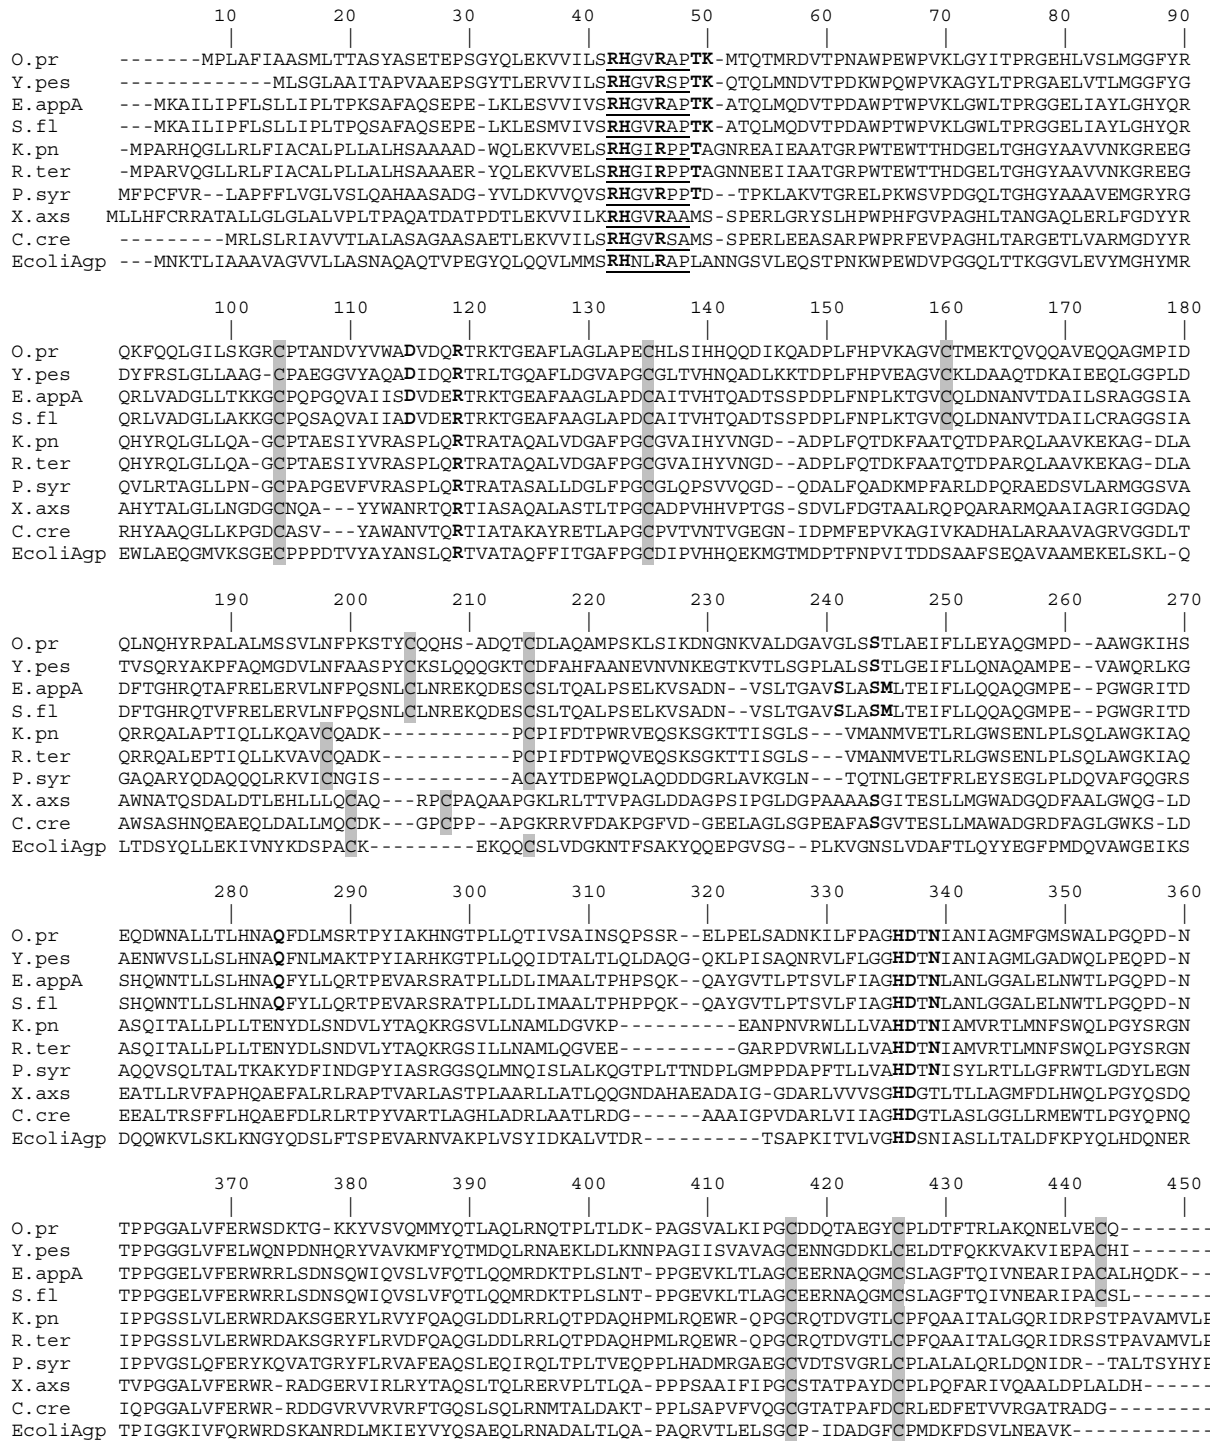 10 20 30 40 50 60 70 80 90
| | | | | | | | |
O.pr -------MPLAFIAASMLTTASYASETEPSGYQLEKVVILSRHGVRAPTK-MTQTMRDVTPNAWPEWPVKLGYITPRGEHLVSLMGGFYR
Y.pes -------------MLSGLAAITAPVAAEPSGYTLERVVILSRHGVRSPTK-QTQLMNDVTPDKWPQWPVKAGYLTPRGAELVTLMGGFYG
E.appA ---MKAILIPFLSLLIPLTPKSAFAQSEPE-LKLESVVIVSRHGVRAPTK-ATQLMQDVTPDAWPTWPVKLGWLTPRGGELIAYLGHYQR
S.fl ---MKAILIPFLSLLIPLTPQSAFAQSEPE-LKLESMVIVSRHGVRAPTK-ATQLMQDVTPDAWPTWPVKLGWLTPRGGELIAYLGHYQR
K.pn -MPARHQGLLRLFIACALPLLALHSAAAAD-WQLEKVVELSRHGIRPPTAGNREAIEAATGRPWTEWTTHDGELTGHGYAAVVNKGREEG
R.ter -MPARVQGLLRLFIACALPLLALHSAAAER-YQLEKVVELSRHGIRPPTAGNNEEIIAATGRPWTEWTTHDGELTGHGYAAVVNKGREEG
P.syr MFPCFVR--LAPFFLVGLVSLQAHAASADG-YVLDKVVQVSRHGVRPPTD--TPKLAKVTGRELPKWSVPDGQLTGHGYAAAVEMGRYRG
X.axs MLLHFCRRATALLGLGLALVPLTPAQATDATPDTLEKVVILKRHGVRAAMS-SPERLGRYSLHPWPHFGVPAGHLTANGAQLERLFGDYYR
C.cre ---------MRLSLRIAVVTLALASAGAASAETLEKVVILSRHGVRSAMS-SPERLEEASARPWPRFEVPAGHLTARGETLVARMGDYYR
EcoliAgp ---MNKTLIAAAVAGVVLLASNAQAQTVPEGYQLQQVLMMSRHNLRAPLANNGSVLEQSTPNKWPEWDVPGGQLTTKGGVLEVYMGHYMR
100 110 120 130 140 150 160 170 180
| | | | | | | | |
O.pr QKFQQLGILSKGRCPTANDVYVWADVDQRTRKTGEAFLAGLAPECHLSIHHQQDIKQADPLFHPVKAGVCTMEKTQVQQAVEQQAGMPID
Y.pes DYFRSLGLLAAG-CPAEGGVYAQADIDQRTRLTGQAFLDGVAPGCGLTVHNQADLKKTDPLFHPVEAGVCKLDAAQTDKAIEEQLGGPLD
E.appA QRLVADGLLTKKGCPQPGQVAIISDVDERTRKTGEAFAAGLAPDCAITVHTQADTSSPDPLFNPLKTGVCQLDNANVTDAILSRAGGSIA
S.fl QRLVADGLLAKKGCPQSAQVAIIADVDERTRKTGEAFAAGLAPDCAITVHTQADTSSPDPLFNPLKTGVCQLDNANVTDAILCRAGGSIA
K.pn QHYRQLGLLQA-GCPTAESIYVRASPLQRTRATAQALVDGAFPGCGVAIHYVNGD--ADPLFQTDKFAATQTDPARQLAAVKEKAG-DLA
R.ter QHYRQLGLLQA-GCPTAESIYVRASPLQRTRATAQALVDGAFPGCGVAIHYVNGD--ADPLFQTDKFAATQTDPARQLAAVKEKAG-DLA
P.syr QVLRTAGLLPN-GCPAPGEVFVRASPLQRTRATASALLDGLFPGCGLQPSVVQGD--QDALFQADKMPFARLDPQRAEDSVLARMGGSVA
X.axs AHYTALGLLNGDGCNQA---YYWANRTQRTIASAQALASTLTPGCADPVHHVPTGS-SDVLFDGTAALRQPQARARMQAAIAGRIGGDAQ
C.cre RHYAAQGLLKPGDCASV---YAWANVTQRTIATAKAYRETLAPGCPVTVNTVGEGN-IDPMFEPVKAGIVKADHALARAAVAGRVGGDLT
EcoliAgp EWLAEQGMVKSGECPPPDTVYAYANSLQRTVATAQFFITGAFPGCDIPVHHQEKMGTMDPTFNPVITDDSAAFSEQAVAAMEKELSKL-Q
190 200 210 220 230 240 250 260 270
| | | | | | | | |
O.pr QLNQHYRPALALMSSVLNFPKSTYCQQHS-ADQTCDLAQAMPSKLSIKDNGNKVALDGAVGLSSTLAEIFLLEYAQGMPD--AAWGKIHS
Y.pes TVSQRYAKPFAQMGDVLNFAASPYCKSLQQQGKTCDFAHFAANEVNVNKEGTKVTLSGPLALSSTLGEIFLLQNAQAMPE--VAWQRLKG
E.appA DFTGHRQTAFRELERVLNFPQSNLCLNREKQDESCSLTQALPSELKVSADN--VSLTGAVSLASMLTEIFLLQQAQGMPE--PGWGRITD
S.fl DFTGHRQTVFRELERVLNFPQSNLCLNREKQDESCSLTQALPSELKVSADN--VSLTGAVSLASMLTEIFLLQQAQGMPE--PGWGRITD
K.pn QRRQALAPTIQLLKQAVCQADK-----------PCPIFDTPWRVEQSKSGKTTISGLS---VMANMVETLRLGWSENLPLSQLAWGKIAQ
R.ter QRRQALEPTIQLLKVAVCQADK-----------PCPIFDTPWQVEQSKSGKTTISGLS---VMANMVETLRLGWSENLPLSQLAWGKIAQ
P.syr GAQARYQDAQQQLRKVICNGIS-----------ACAYTDEPWQLAQDDDGRLAVKGLN---TQTNLGETFRLEYSEGLPLDQVAFGQGRS
X.axs AWNATQSDALDTLEHLLLQCAQ---RPCPAQAAPGKLRLTTVPAGLDDAGPSIPGLDGPAAAASGITESLLMGWADGQDFAALGWQG-LD
C.cre AWSASHNQEAEQLDALLMQCDK---GPCPP--APGKRRVFDAKPGFVD-GEELAGLSGPEAFASGVTESLLMAWADGRDFAGLGWKS-LD
EcoliAgp LTDSYQLLEKIVNYKDSPACK---------EKQQCSLVDGKNTFSAKYQQEPGVSG--PLKVGNSLVDAFTLQYYEGFPMDQVAWGEIKS
280 290 300 310 320 330 340 350 360
| | | | | | | | |
O.pr EQDWNALLTLHNAQFDLMSRTPYIAKHNGTPLLQTIVSAINSQPSSR--ELPELSADNKILFPAGHDTNIANIAGMFGMSWALPGQPD-N
Y.pes AENWVSLLSLHNAQFNLMAKTPYIARHKGTPLLQQIDTALTLQLDAQG-QKLPISAQNRVLFLGGHDTNIANIAGMLGADWQLPEQPD-N
E.appA SHQWNTLLSLHNAQFYLLQRTPEVARSRATPLLDLIMAALTPHPSQK--QAYGVTLPTSVLFIAGHDTNLANLGGALELNWTLPGQPD-N
S.fl SHQWNTLLSLHNAQFYLLQRTPEVARSRATPLLDLIMAALTPHPPQK--QAYGVTLPTSVLFIAGHDTNLANLGGALELNWTLPGQPD-N
K.pn ASQITALLPLLTENYDLSNDVLYTAQKRGSVLLNAMLDGVKP----------EANPNVRWLLLVAHDTNIAMVRTLMNFSWQLPGYSRGN
R.ter ASQITALLPLLTENYDLSNDVLYTAQKRGSILLNAMLQGVEE----------GARPDVRWLLLVAHDTNIAMVRTLMNFSWQLPGYSRGN
P.syr AQQVSQLTALTKAKYDFINDGPYIASRGGSQLMNQISLALKQGTPLTTNDPLGMPPDAPFTLLVAHDTNISYLRTLLGFRWTLGDYLEGN
X.axs EATLLRVFAPHQAEFALRLRAPTVARLASTPLAARLLATLQQGNDAHAEADAIG-GDARLVVVSGHDGTLTLLAGMFDLHWQLPGYQSDQ
C.cre EEALTRSFFLHQAEFDLRLRTPYVARTLAGHLADRLAATLRDG------AAAIGPVDARLVIIAGHDGTLASLGGLLRMEWTLPGYQPNQ
EcoliAgp DQQWKVLSKLKNGYQDSLFTSPEVARNVAKPLVSYIDKALVTDR----------TSAPKITVLVGHDSNIASLLTALDFKPYQLHDQNER
370 380 390 400 410 420 430 440 450
| | | | | | | | |
O.pr TPPGGALVFERWSDKTG-KKYVSVQMMYQTLAQLRNQTPLTLDK-PAGSVALKIPGCDDQTAEGYCPLDTFTRLAKQNELVECQ-------
Y.pes TPPGGGLVFELWQNPDNHQRYVAVKMFYQTMDQLRNAEKLDLKNNPAGIISVAVAGCENNGDDKLCELDTFQKKVAKVIEPACHI------
E.appA TPPGGELVFERWRRLSDNSQWIQVSLVFQTLQQMRDKTPLSLNT-PPGEVKLTLAGCEERNAQGMCSLAGFTQIVNEARIPACALHQDK---
S.fl TPPGGELVFERWRRLSDNSQWIQVSLVFQTLQQMRDKTPLSLNT-PPGEVKLTLAGCEERNAQGMCSLAGFTQIVNEARIPACSL-------
K.pn IPPGSSLVLERWRDAKSGERYLRVYFQAQGLDDLRRLQTPDAQHPMLRQEWR-QPGCRQTDVGTLCPFQAAITALGQRIDRPSTPAVAMVLP
R.ter IPPGSSLVLERWRDAKSGRYFLRVDFQAQGLDDLRRLQTPDAQHPMLRQEWR-QPGCRQTDVGTLCPFQAAITALGQRIDRSSTPAVAMVLP
P.syr IPPVGSLQFERYKQVATGRYFLRVAFEAQSLEQIRQLTPLTVEQPPLHADMRGAEGCVDTSVGRLCPLALALQRLDQNIDR--TALTSYHYP
X.axs TVPGGALVFERWR-RADGERVIRLRYTAQSLTQLRERVPLTLQA-PPPSAAIFIPGCSTATPAYDCPLPQFARIVQAALDPLALDH------
C.cre IQPGGALVFERWR-RDDGVRVVRVRFTGQSLSQLRNMTALDAKT-PPLSAPVFVQGCGTATPAFDCRLEDFETVVRGATRADG-------
EcoliAgp TPIGGKIVFQRWRDSKANRDLMKIEYVYQSAEQLRNADALTLQA-PAQRVTLELSGCP-IDADGFCPMDKFDSVLNEAVK-----------